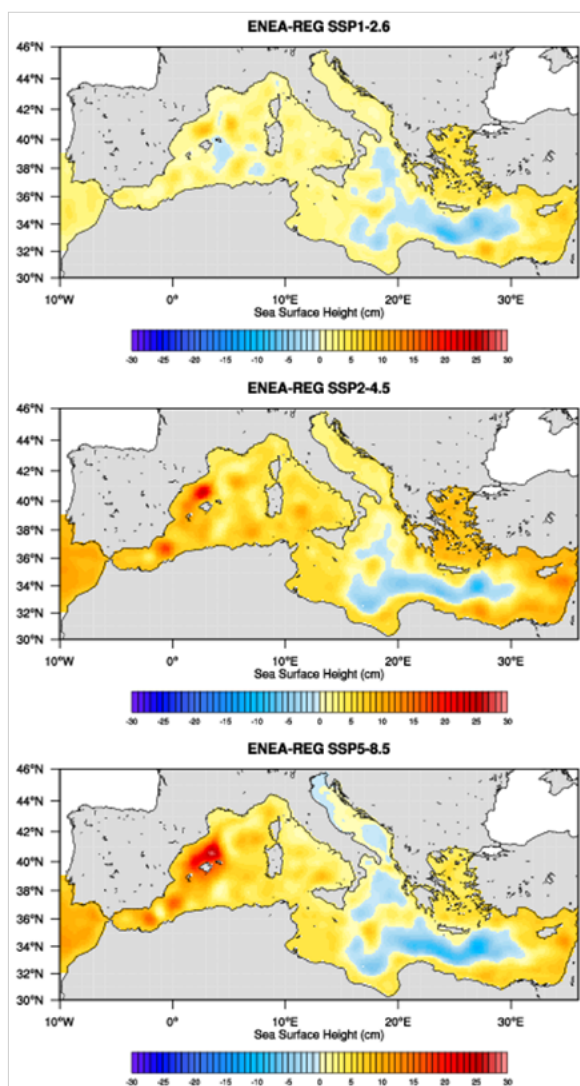 ENEA-REG SSP1-2.6
46°N
44°N
42°N
40°N
38°N
36°N
34°N
32°N
30°N
10°W 0° 10°E 20°E 30°E
Sea Surface Height (cm)
-30 -25 -20 -15 -10 -5 0 5 10 15 20 25 30
ENEA-REG SSP2-4.5
46°N
44°N
42°N
40°N
38°N
36°N
34°N
32°N
30°N
10°W 0° 10°E 20°E 30°E
Sea Surface Height (cm)
-30 -25 -20 -15 -10 -5 0 5 10 15 20 25 30
ENEA-REG SSP5-8.5
46°N
44°N
42°N
40°N
38°N
36°N
34°N
32°N
30°N
10°W 0° 10°E 20°E 30°E
Sea Surface Height (cm)
-30 -25 -20 -15 -10 -5 0 5 10 15 20 25 30